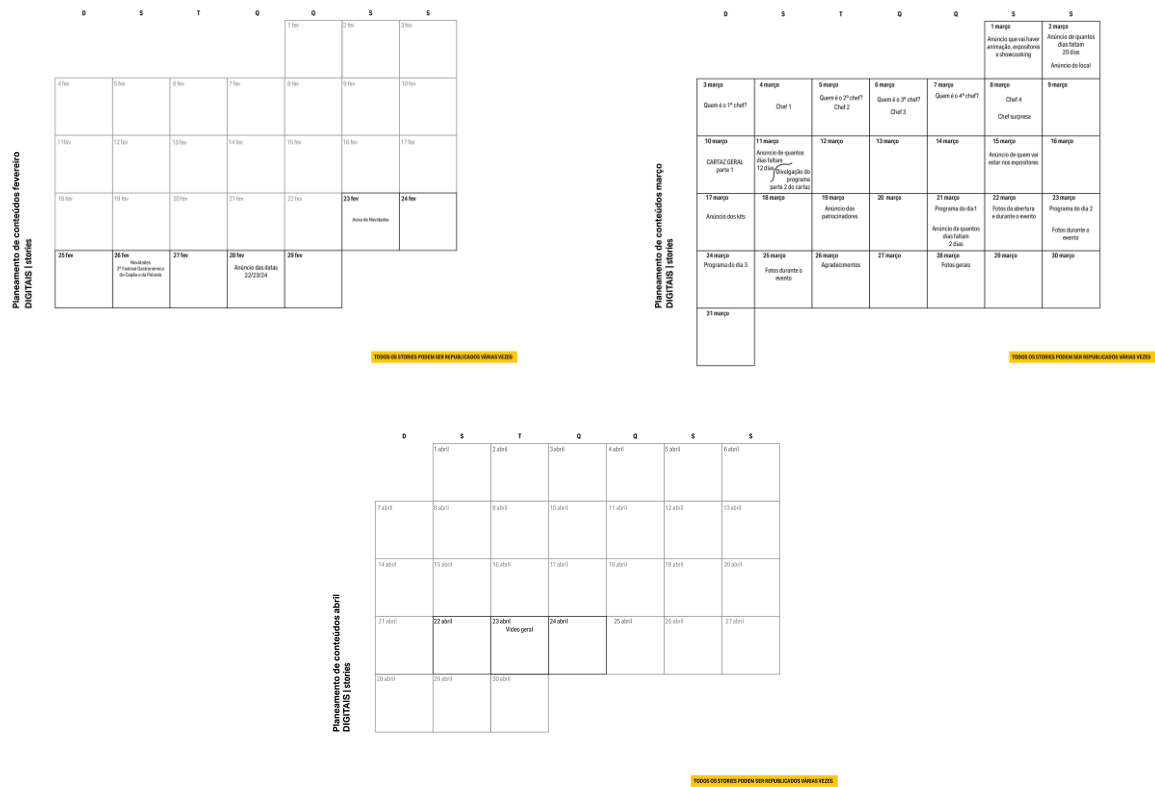 Planeamento de conteúdos fevereiro
DIGITAIS | stories
D S T Q Q S S
1 fev 2 fev 3 fev
4 fev 5 fev 6 fev 7 fev 8 fev 9 fev 10 fev
11 fev 12 fev 13 fev 14 fev 15 fev 16 fev 17 fev
18 fev 19 fev 20 fev 21 fev 22 fev 23 fev 24 fev
Aviso de Novidades
25 fev 26 fev 27 fev 28 fev 29 fev
Novidades
2º Festival Gastronómico
do Capão e da Palaiola
Anúncio das datas
22/23/24
TODOS OS STORIES PODEM SER REPUBLICADOS VÁRIAS VEZES
Planeamento de conteúdos março
DIGITAIS | stories
D S T Q Q S S
1 março 2 março
Anúncio que vai haver
animação, expositores
e showcooking
Anúncio de quantos
dias faltam
20 dias
Anúncio do local
3 março 4 março 5 março 6 março 7 março 8 março 9 março
Quem é o 1º chef?
Chef 1
Quem é o 2º chef?
Chef 2
Quem é o 3º chef?
Chef 3
Quem é o 4º chef?
Chef 4
Chef surpresa
10 março 11 março 12 março 13 março 14 março 15 março 16 março
CARTAZ GERAL
parte 1
Anúncio de quantos
dias faltam
12 dias
Divulgação do
programa
parte 2 do cartaz
Anúncio de quem vai
estar nos expositores
17 março 18 março 19 março 20 março 21 março 22 março 23 março
Anúncio dos kits
Anúncio dos
patrocinadores
Programa do dia 1
Anúncio de quantos
dias faltam
2 dias
Fotos da abertura
e durante o evento
Programa do dia 2
Fotos durante o
evento
24 março 25 março 26 março 27 março 28 março 29 março 30 março
Programa do dia 3
Fotos durante o
evento
Agradecimentos
Fotos gerais
31 março
TODOS OS STORIES PODEM SER REPUBLICADOS VÁRIAS VEZES
Planeamento de conteúdos abril
DIGITAIS | stories
D S T Q Q S S
1 abril 2 abril 3 abril 4 abril 5 abril 6 abril
7 abril 8 abril 9 abril 10 abril 11 abril 12 abril 13 abril
14 abril 15 abril 16 abril 17 abril 18 abril 19 abril 20 abril
21 abril 22 abril 23 abril 24 abril 25 abril 26 abril 27 abril
Vídeo geral
28 abril 29 abril 30 abril
TODOS OS STORIES PODEM SER REPUBLICADOS VÁRIAS VEZES